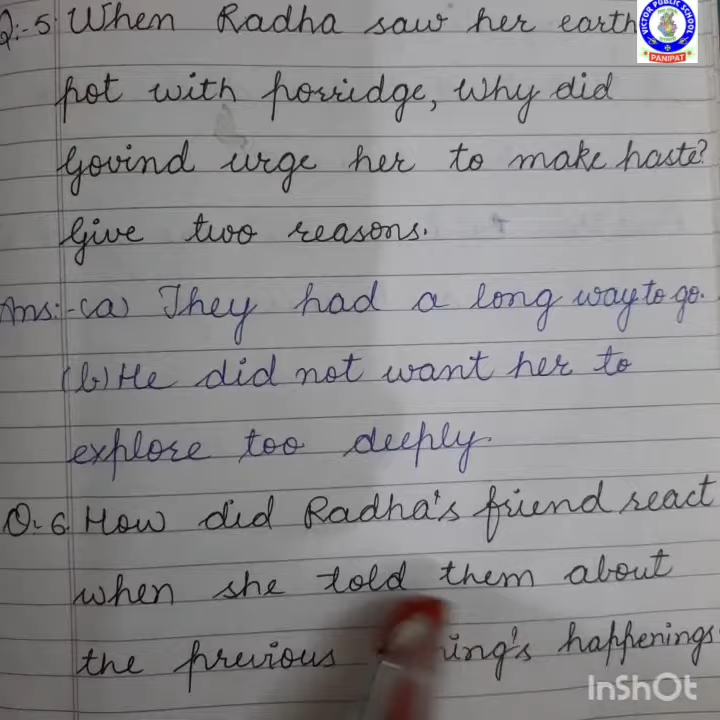 Q:-5 When Radha saw her earth
pot with porridge, Why did
Govind urge her to make haste?
Give two reasons.
Ans:-(a) They had a long way to go.
(b) He did not want her to
explore too deeply.
Q-6 How did Radha's friend react
when she told them about
the previous happenings
VICTOR PUBLIC SCHOOL
PANIPAT
InShOt